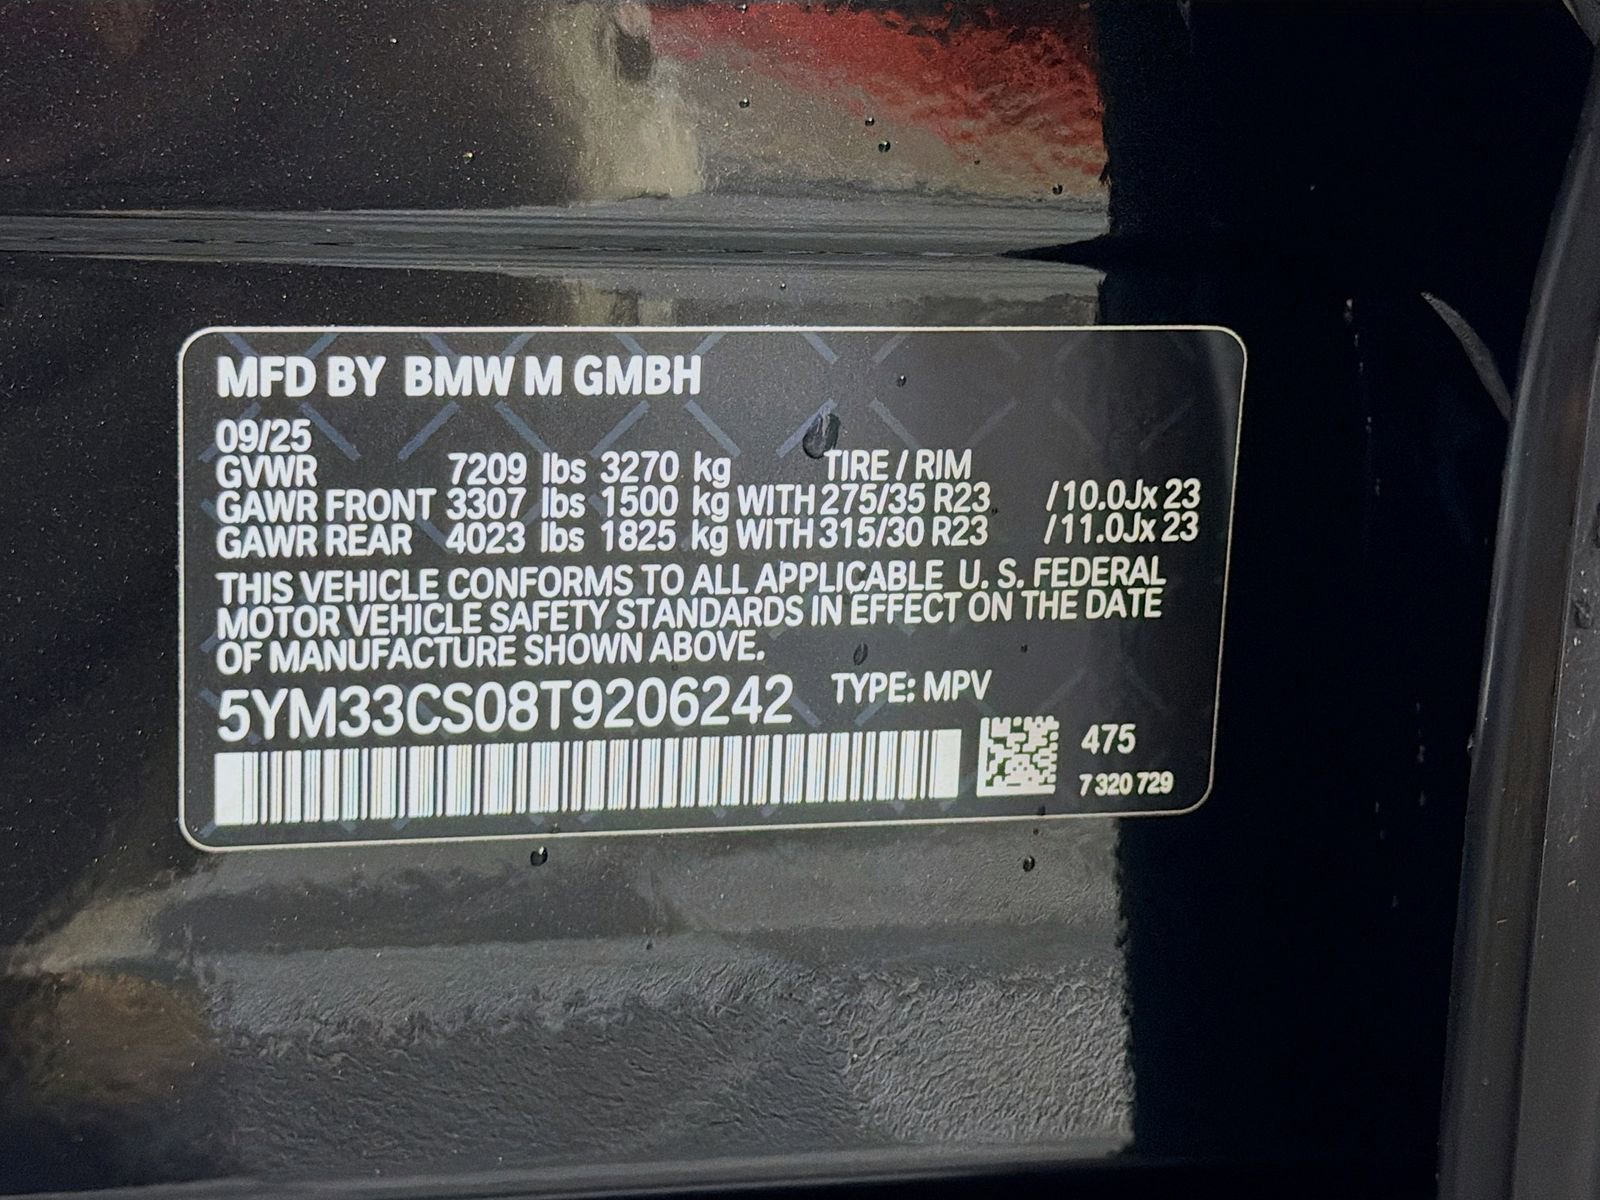 MFD BY BMW M GMBH
09/25
GVWR 7209 lbs 3270 kg TIRE / RIM
GAWR FRONT 3307 lbs 1500 kg WITH 275/35 R23 /10.0Jx 23
GAWR REAR 4023 lbs 1825 kg WITH 315/30 R23 /11.0Jx 23
THIS VEHICLE CONFORMS TO ALL APPLICABLE U. S. FEDERAL
MOTOR VEHICLE SAFETY STANDARDS IN EFFECT ON THE DATE
OF MANUFACTURE SHOWN ABOVE.
5YM33CS08T9206242 TYPE: MPV
475
7 320 729